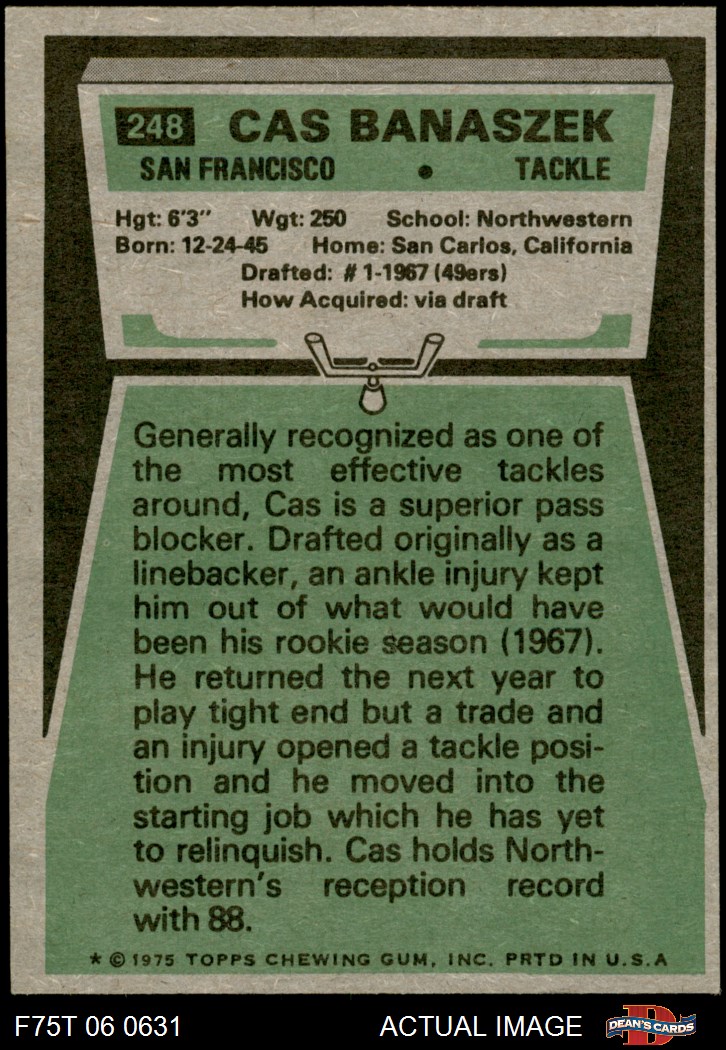 248 CAS BANASZEK
SAN FRANCISCO • TACKLE
Hgt: 6'3" Wgt: 250 School: Northwestern
Born: 12-24-45 Home: San Carlos, California
Drafted: #1-1967 (49ers)
How Acquired: via draft
Generally recognized as one of
the most effective tackles
around, Cas is a superior pass
blocker. Drafted originally as a
linebacker, an ankle injury kept
him out of what would have
been his rookie season (1967).
He returned the next year to
play tight end but a trade and
an injury opened a tackle posi-
tion and he moved into the
starting job which he has yet
to relinquish. Cas holds North-
western's reception record
with 88.
* © 1975 TOPPS CHEWING GUM, INC. PRTD IN U.S.A
F75T 06 0631 ACTUAL IMAGE D DEAN'S CARDS